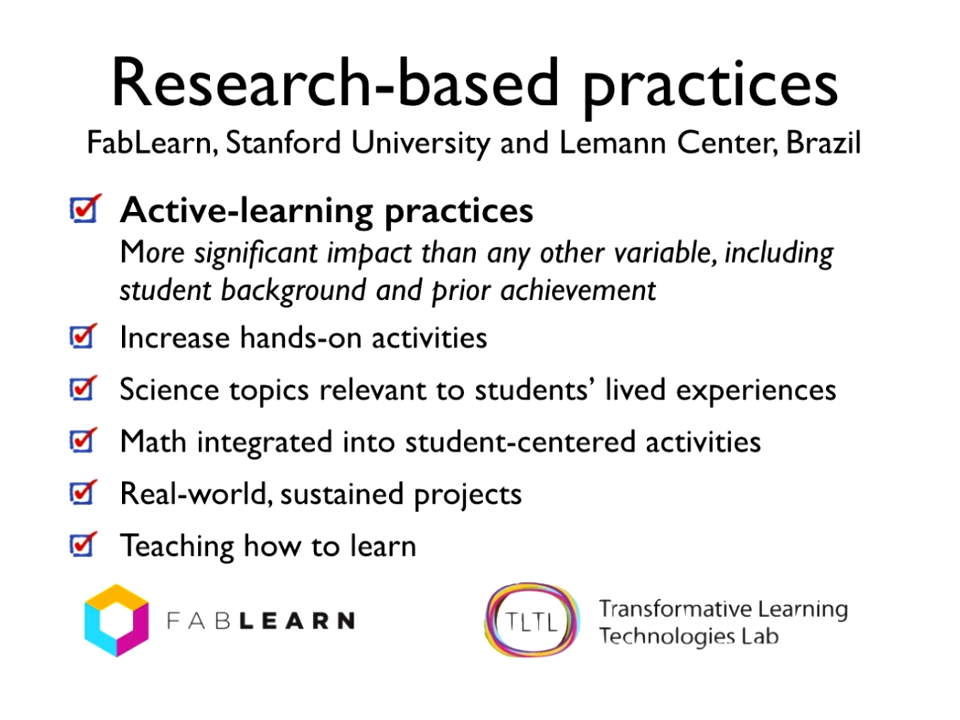 Research-based practices
FabLearn, Stanford University and Lemann Center, Brazil
Active-learning practices
More significant impact than any other variable, including
student background and prior achievement
Increase hands-on activities
Science topics relevant to students’ lived experiences
Math integrated into student-centered activities
Real-world, sustained projects
Teaching how to learn
FABLEARN
TLTL
Transformative Learning
Technologies Lab